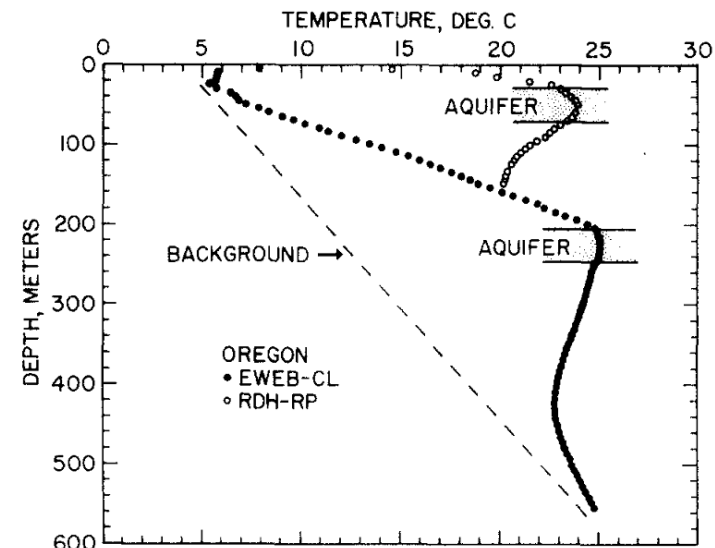 TEMPERATURE, DEG. C
0 5 10 15 20 25 30
0
100
200
300
400
500
600
DEPTH, METERS
AQUIFER
AQUIFER
BACKGROUND
OREGON
• EWEB-CL
○ RDH-RP